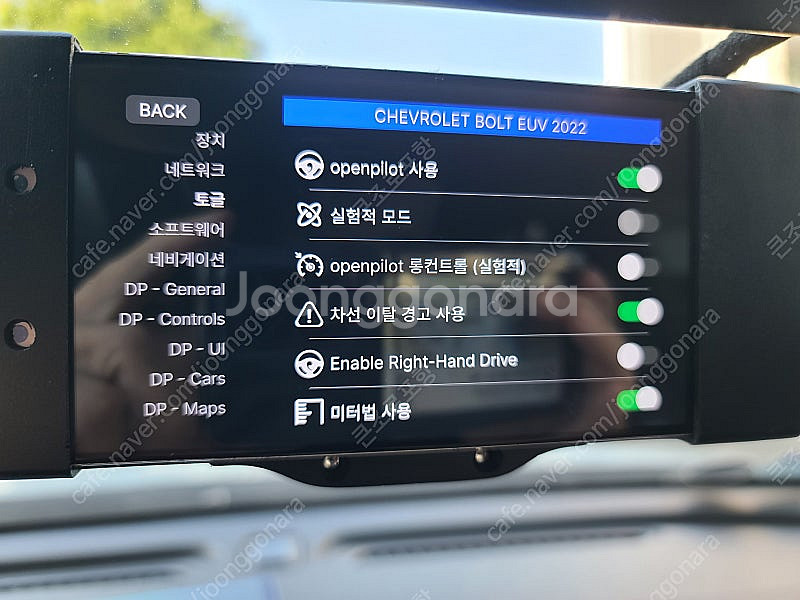 BACK
장치
네트워크
토글
소프트웨어
네비게이션
DP - General
DP - Controls
DP - UI
DP - Cars
DP - Maps
CHEVROLET BOLT EUV 2022
openpilot 사용
실험적 모드
openpilot 롱컨트롤 (실험적)
차선 이탈 경고 사용
Enable Right-Hand Drive
미터법 사용
Joonggonara
cafe.naver.com/joonggonara